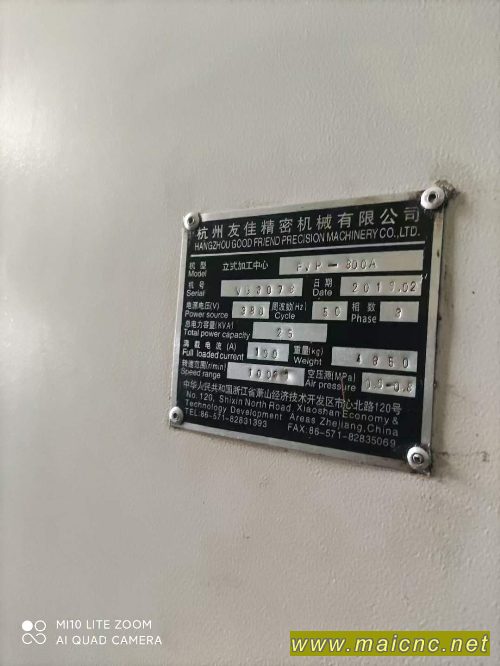 杭州友佳精密机械有限公司
HANGZHOU GOOD FRIEND PRECISION MACHINERY CO.,LTD.
机型 立式加工中心
Model
机号 日期
Serial Date
电源电压(V) 380 周波数(Hz) 50 相数 3
Power source Cycle Phase
总电力容量(KVA) 25
Total power capacity
满载电流(A) 重量(kg)
Full loaded current Weight
转速范围(r/min) 空压源(MPa)
Speed range Air pressure
中华人民共和国浙江省萧山经济技术开发区市心北路120号
No.120, Shixin North Road, Xiaoshan Economy &
Technology Development Areas Zhejiang,China
TEL:86-571-82831393 FAX:86-571-82835069
MI10 LITE ZOOM
AI QUAD CAMERA
www.maicnc.net